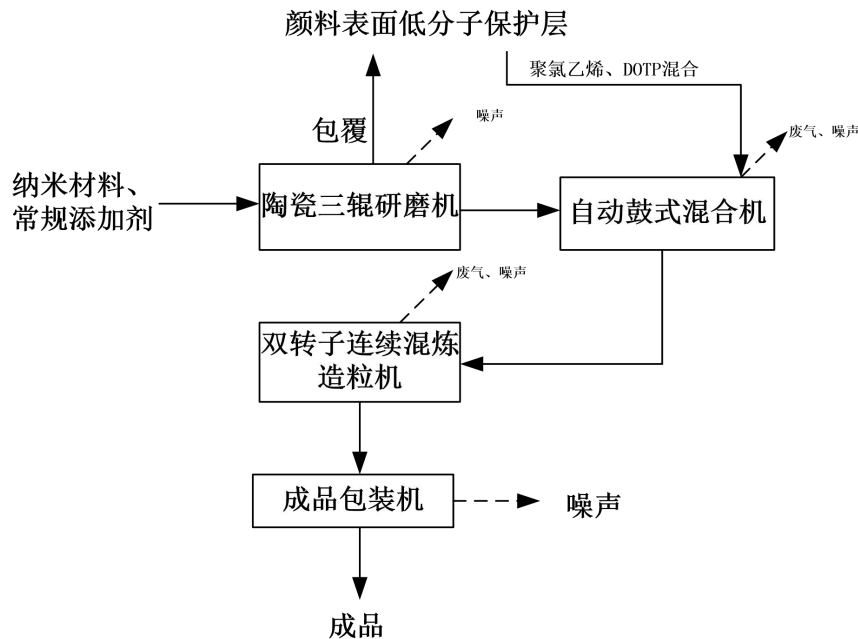 颜料表面低分子保护层
聚氯乙烯、DOTP混合
包覆
噪声
废气、噪声
纳米材料、
常规添加剂
陶瓷三辊研磨机
自动鼓式混合机
废气、噪声
双转子连续混炼
造粒机
成品包装机
噪声
成品